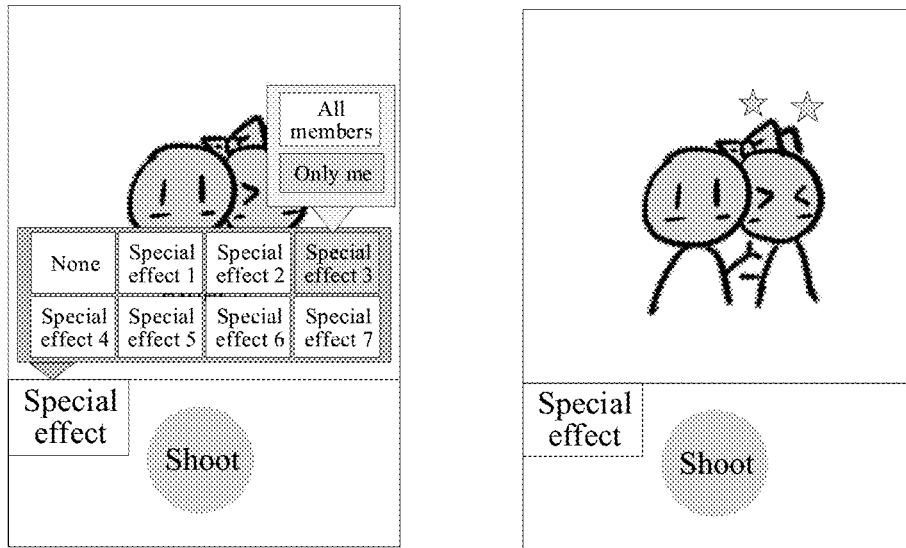 All
members
Only me
None
Special
effect 1
Special
effect 2
Special
effect 3
Special
effect 4
Special
effect 5
Special
effect 6
Special
effect 7
Special
effect
Shoot
Special
effect
Shoot